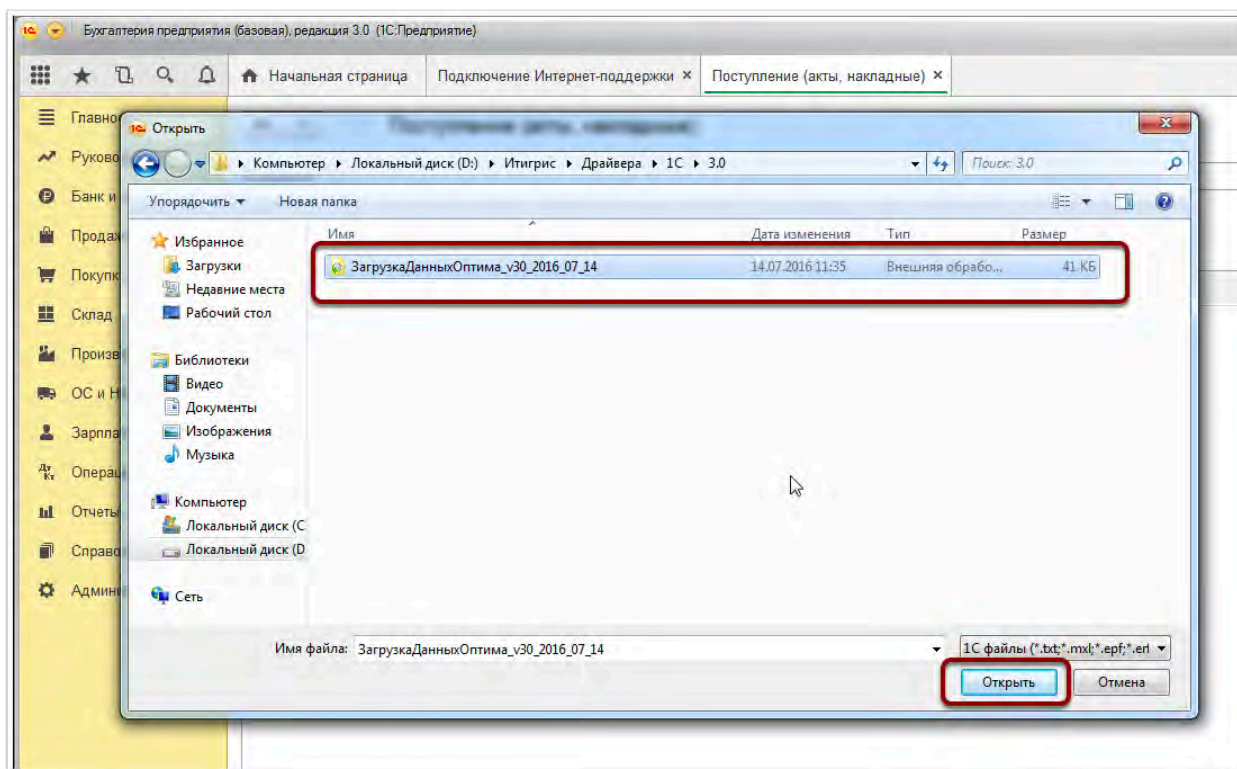 Бухгалтерия предприятия (базовая), редакция 3.0 (1С:Предприятие)
Начальная страница Подключение Интернет-поддержки × Поступление (акты, накладные) ×
Главно
Открыть
Руково
Компьютер ▸ Локальный диск (D:) ▸ Итигрис ▸ Драйвера ▸ 1С ▸ 3.0 Поиск: 3.0
Банк и
Упорядочить Новая папка
Продаж
Имя Дата изменения Тип Размер
Избранное
Загрузки
ЗагрузкаДанныхОптима_v30_2016_07_14 14.07.2016 11:35 Внешняя обрабо... 41 КБ
Покупк
Недавние места
Склад
Рабочий стол
Произв
Библиотеки
Видео
ОС и Н
Документы
Зарпла
Изображения
Музыка
Дт Кт Операц
Компьютер
Отчеты
Локальный диск (C
Справо
Локальный диск (D
Админи
Сеть
Имя файла: ЗагрузкаДанныхОптима_v30_2016_07_14 1С файлы (*.txt;*.mxl;*.epf;*.erf
Открыть Отмена